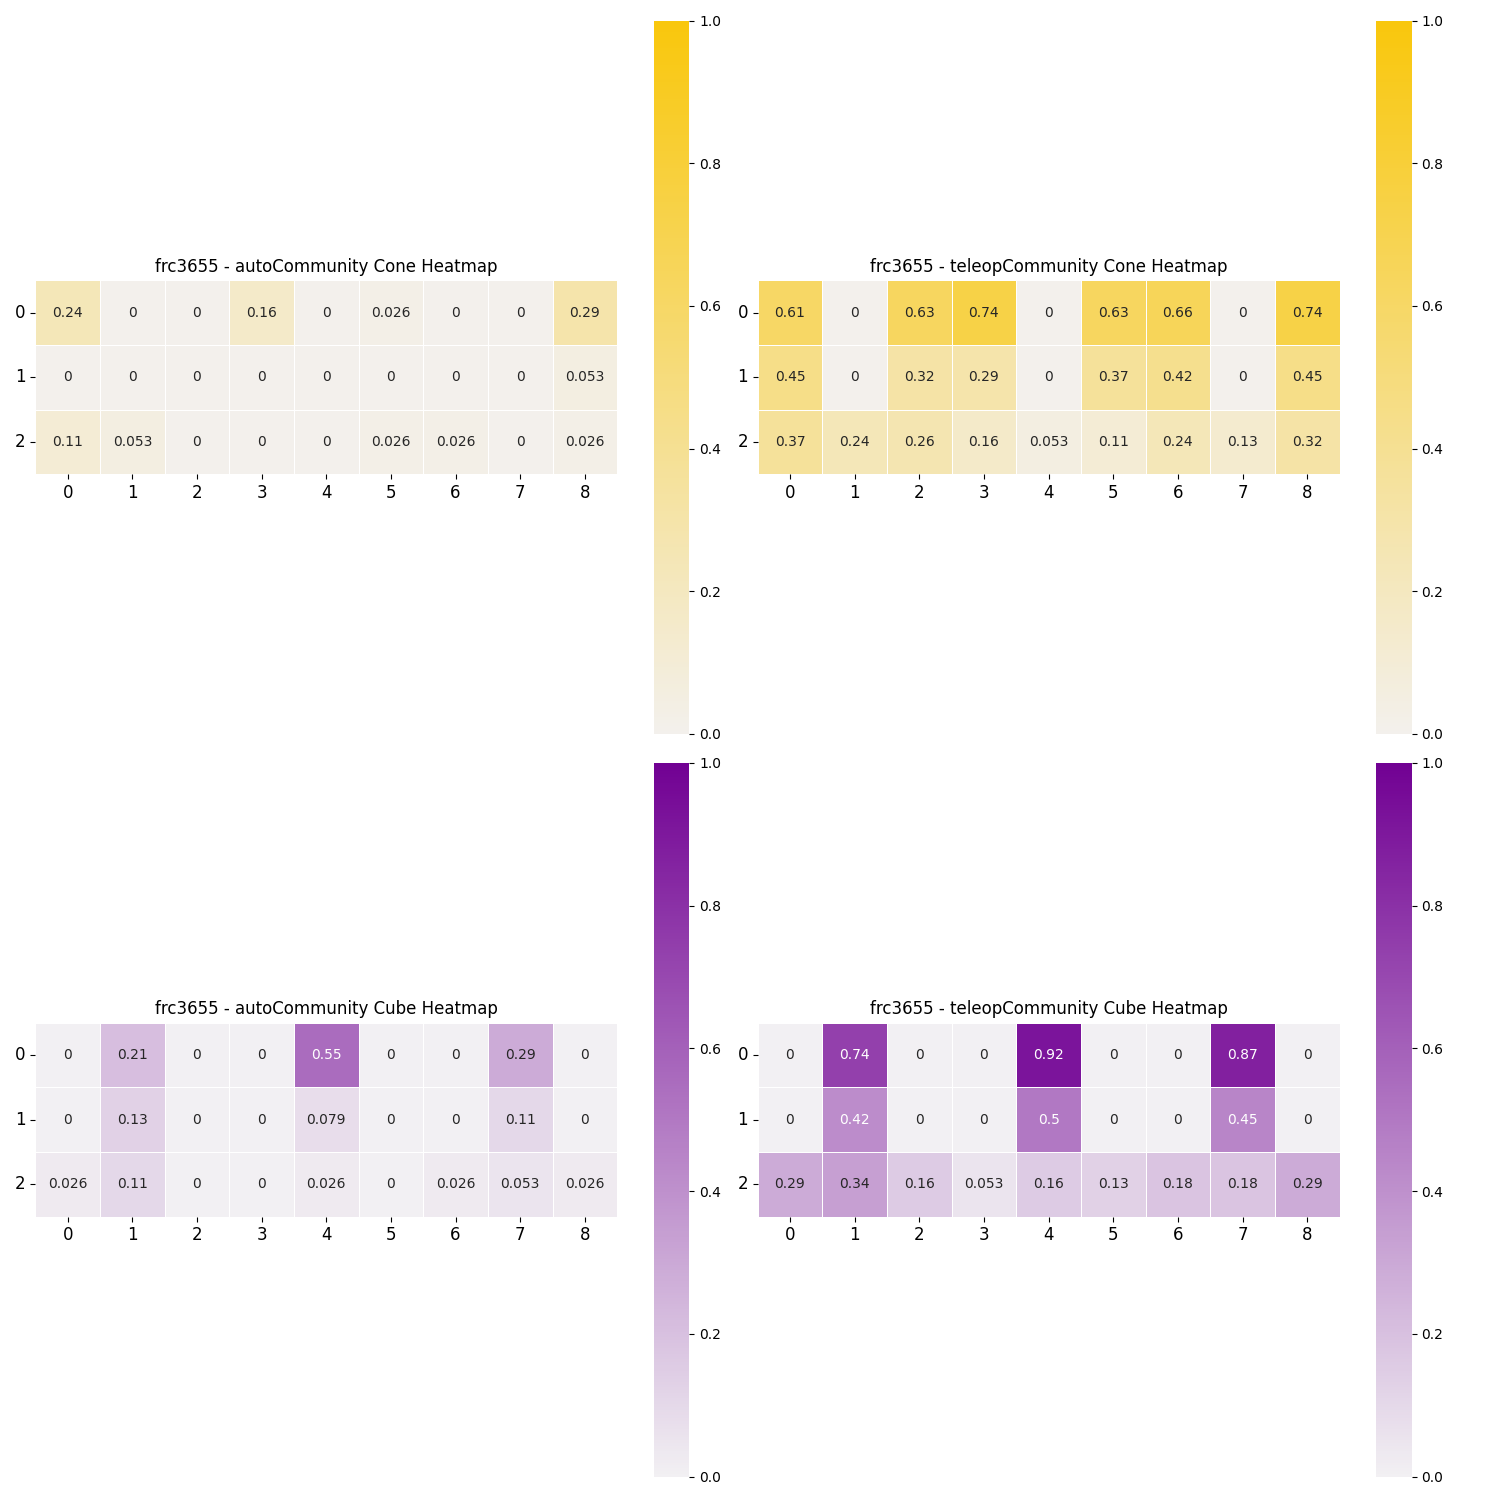 frc3655 - autoCommunity Cone Heatmap
0 0.24 0 0 0.16 0 0.026 0 0 0.29
1 0 0 0 0 0 0 0 0 0.053
2 0.11 0.053 0 0 0 0.026 0.026 0 0.026
0 1 2 3 4 5 6 7 8
1.0
0.8
0.6
0.4
0.2
0.0
frc3655 - teleopCommunity Cone Heatmap
0 0.61 0 0.63 0.74 0 0.63 0.66 0 0.74
1 0.45 0 0.32 0.29 0 0.37 0.42 0 0.45
2 0.37 0.24 0.26 0.16 0.053 0.11 0.24 0.13 0.32
0 1 2 3 4 5 6 7 8
1.0
0.8
0.6
0.4
0.2
0.0
frc3655 - autoCommunity Cube Heatmap
0 0 0.21 0 0 0.55 0 0 0.29 0
1 0 0.13 0 0 0.079 0 0 0.11 0
2 0.026 0.11 0 0 0.026 0 0.026 0.053 0.026
0 1 2 3 4 5 6 7 8
1.0
0.8
0.6
0.4
0.2
0.0
frc3655 - teleopCommunity Cube Heatmap
0 0 0.74 0 0 0.92 0 0 0.87 0
1 0 0.42 0 0 0.5 0 0 0.45 0
2 0.29 0.34 0.16 0.053 0.16 0.13 0.18 0.18 0.29
0 1 2 3 4 5 6 7 8
1.0
0.8
0.6
0.4
0.2
0.0